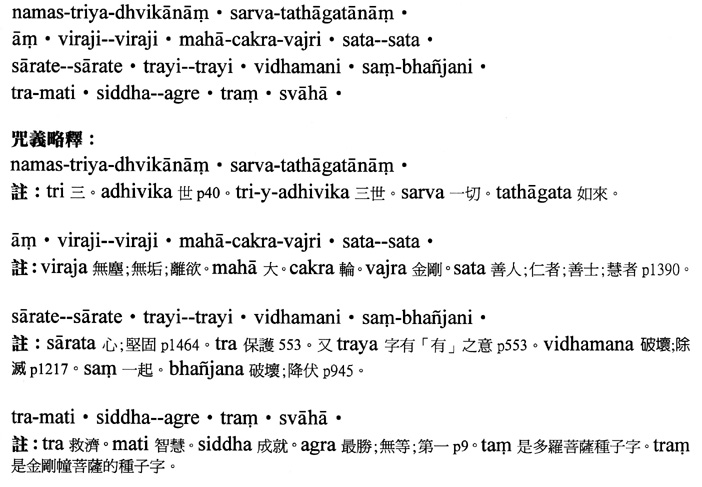 namas-triya-dhvikānāṃ • sarva-tathāgatānāṃ •
āṃ • viraji--viraji • mahā-cakra-vajri • sata--sata •
sārate--sārate • trayi--trayi • vidhamani • saṃ-bhañjani •
tra-mati • siddha--agre • traṃ • svāhā •
咒義略釋：
namas-triya-dhvikānāṃ • sarva-tathāgatānāṃ •
註：tri 三。adhivika 世 p40。tri-y-adhivika 三世。sarva 一切。tathāgata 如來。
āṃ • viraji--viraji • mahā-cakra-vajri • sata--sata •
註：viraja 無塵;無垢;離欲。mahā 大。cakra 輪。vajra 金剛。sata 善人;仁者;善士;慧者 p1390。
sārate--sārate • trayi--trayi • vidhamani • saṃ-bhañjani •
註：sārata 心;堅固 p1464。tra 保護 553。又 traya 字有「有」之意 p553。vidhamana 破壞;除
滅 p1217。saṃ 一起。bhañjana 破壞;降伏 p945。
tra-mati • siddha--agre • traṃ • svāhā •
註：tra 救濟。mati 智慧。siddha 成就。agra 最勝;無等;第一 p9。taṃ 是多羅菩薩種子字。traṃ
是金剛幢菩薩的種子字。